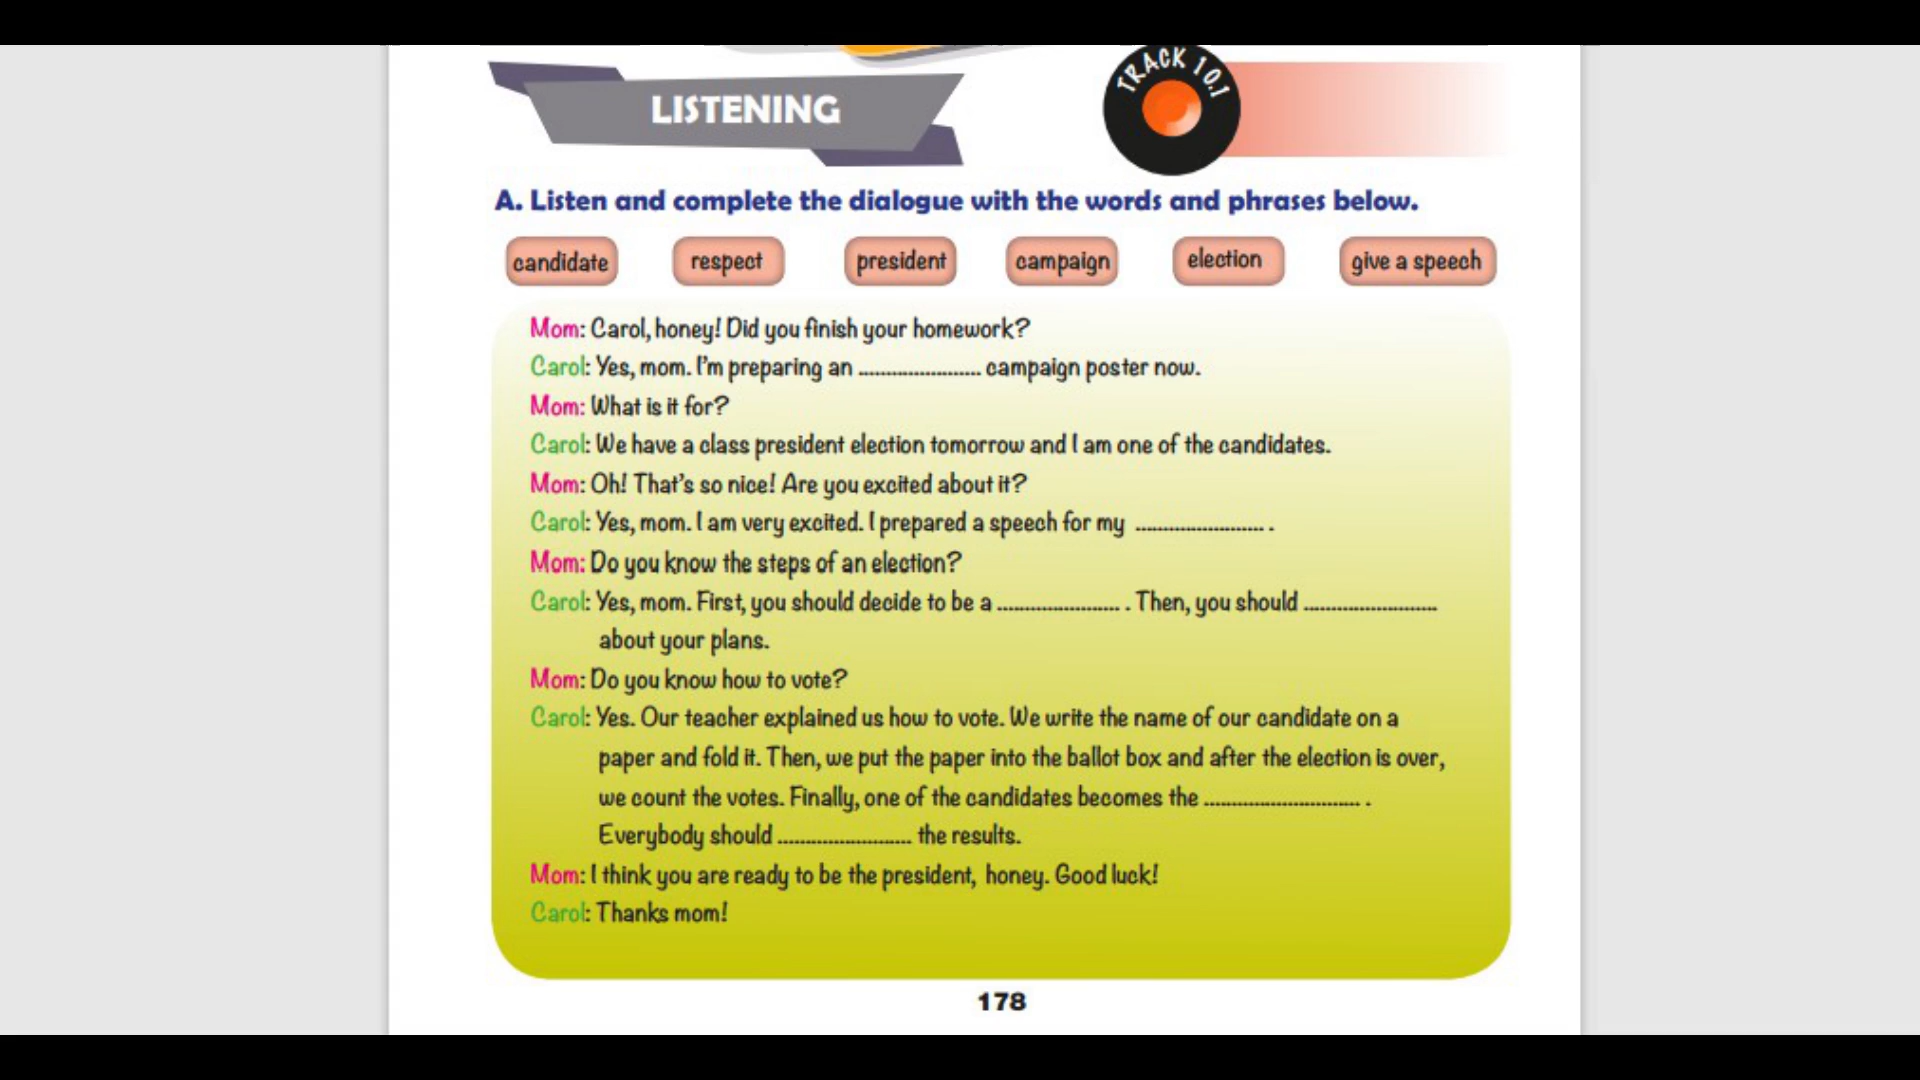 LISTENING
TRACK 10.1
A. Listen and complete the dialogue with the words and phrases below.
candidate respect president campaign election give a speech
Mom: Carol, honey! Did you finish your homework?
Carol: Yes, mom. I'm preparing an ...................... campaign poster now.
Mom: What is it for?
Carol: We have a class president election tomorrow and I am one of the candidates.
Mom: Oh! That's so nice! Are you excited about it?
Carol: Yes, mom. I am very excited. I prepared a speech for my ....................... .
Mom: Do you know the steps of an election?
Carol: Yes, mom. First, you should decide to be a ...................... . Then, you should ........................
about your plans.
Mom: Do you know how to vote?
Carol: Yes. Our teacher explained us how to vote. We write the name of our candidate on a
paper and fold it. Then, we put the paper into the ballot box and after the election is over,
we count the votes. Finally, one of the candidates becomes the ............................ .
Everybody should ........................ the results.
Mom: I think you are ready to be the president, honey. Good luck!
Carol: Thanks mom!
178